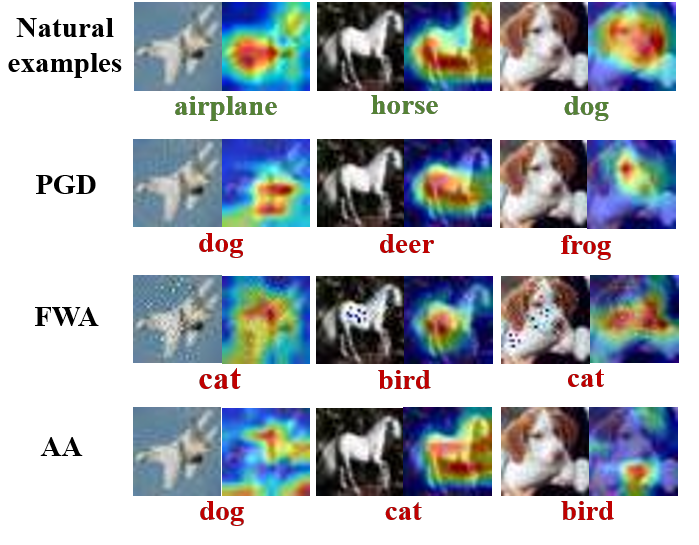 Natural
examples
airplane
horse
dog
PGD
dog
deer
frog
FWA
cat
bird
cat
AA
dog
cat
bird